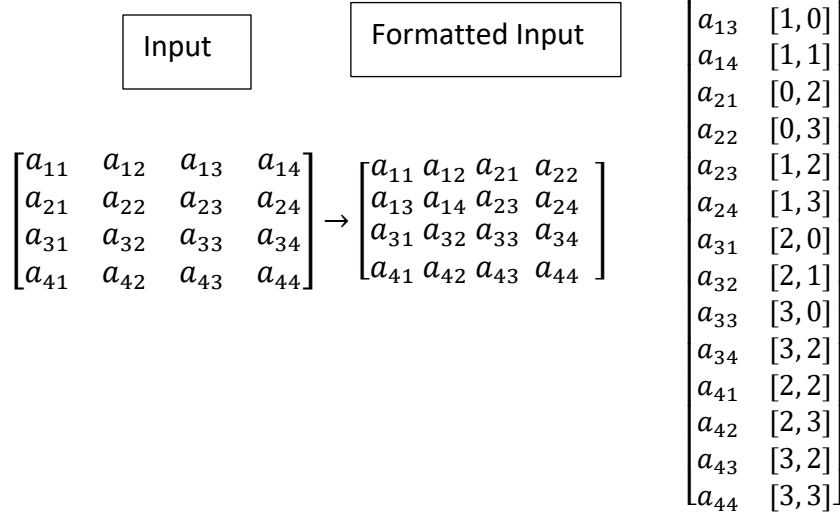 Input
Formatted Input
[a₁₁ a₁₂ a₁₃ a₁₄
a₂₁ a₂₂ a₂₃ a₂₄
a₃₁ a₃₂ a₃₃ a₃₄
a₄₁ a₄₂ a₄₃ a₄₄]
→
[a₁₁ a₁₂ a₂₁ a₂₂
a₁₃ a₁₄ a₂₃ a₂₄
a₃₁ a₃₂ a₃₃ a₃₄
a₄₁ a₄₂ a₄₃ a₄₄]
a₁₃ [1, 0]
a₁₄ [1, 1]
a₂₁ [0, 2]
a₂₂ [0, 3]
a₂₃ [1, 2]
a₂₄ [1, 3]
a₃₁ [2, 0]
a₃₂ [2, 1]
a₃₃ [3, 0]
a₃₄ [3, 2]
a₄₁ [2, 2]
a₄₂ [2, 3]
a₄₃ [3, 2]
a₄₄ [3, 3]